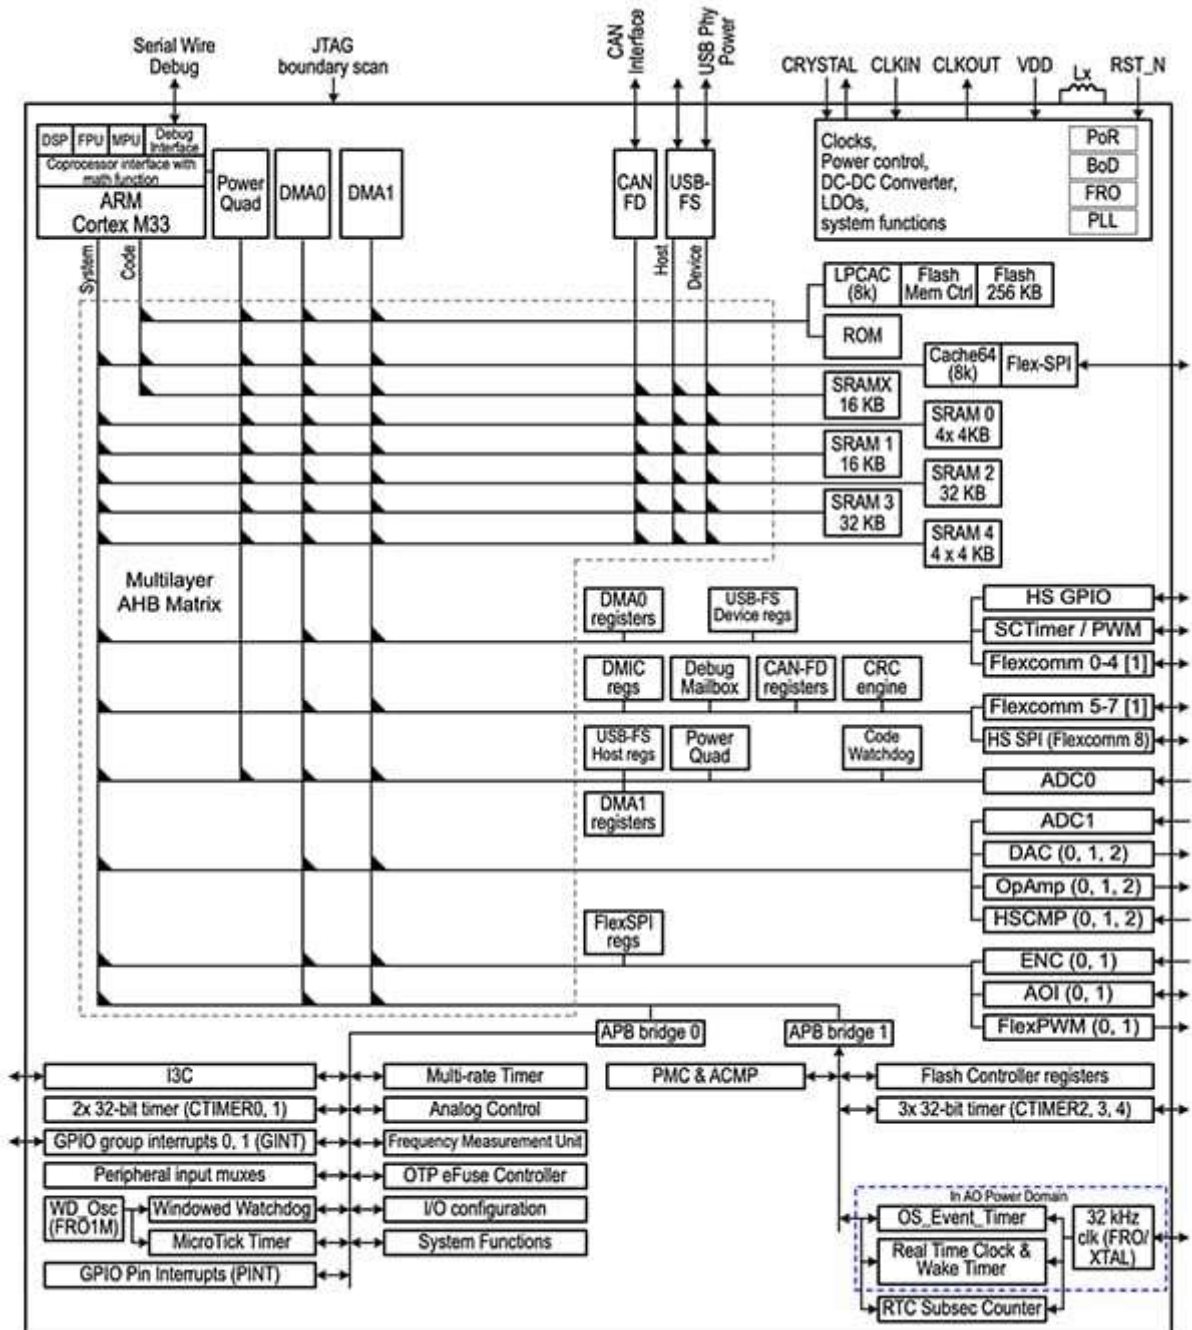 Serial Wire
Debug
JTAG
boundary scan
CAN
Interface
USB Phy
Power
CRYSTAL
CLKIN
CLKOUT
VDD
Lx
RST_N
DSP
FPU
MPU
Debug
Interface
Coprocessor interface with
math function
ARM
Cortex M33
Power
Quad
DMA0
DMA1
CAN
FD
USB-
FS
Clocks,
Power control,
DC-DC Converter,
LDOs,
system functions
PoR
BoD
FRO
PLL
System
Code
Host
Device
LPCAC
(8k)
Flash
Mem Ctrl
Flash
256 KB
ROM
Cache64
(8k)
Flex-SPI
SRAMX
16 KB
SRAM 0
4x 4KB
SRAM 1
16 KB
SRAM 2
32 KB
SRAM 3
32 KB
SRAM 4
4 x 4 KB
Multilayer
AHB Matrix
DMA0
registers
USB-FS
Device regs
HS GPIO
SCTimer / PWM
Flexcomm 0-4 [1]
DMIC
regs
Debug
Mailbox
CAN-FD
registers
CRC
engine
Flexcomm 5-7 [1]
HS SPI (Flexcomm 8)
USB-FS
Host regs
Power
Quad
Code
Watchdog
ADC0
DMA1
registers
ADC1
DAC (0, 1, 2)
OpAmp (0, 1, 2)
HSCMP (0, 1, 2)
FlexSPI
regs
ENC (0, 1)
AOI (0, 1)
FlexPWM (0, 1)
APB bridge 0
APB bridge 1
I3C
Multi-rate Timer
PMC & ACMP
Flash Controller registers
2x 32-bit timer (CTIMER0, 1)
Analog Control
3x 32-bit timer (CTIMER2, 3, 4)
GPIO group interrupts 0, 1 (GINT)
Frequency Measurement Unit
Peripheral input muxes
OTP eFuse Controller
WD_Osc
(FRO1M)
Windowed Watchdog
I/O configuration
MicroTick Timer
System Functions
GPIO Pin Interrupts (PINT)
In AO Power Domain
OS_Event_Timer
Real Time Clock &
Wake Timer
32 kHz
clk (FRO/
XTAL)
RTC Subsec Counter